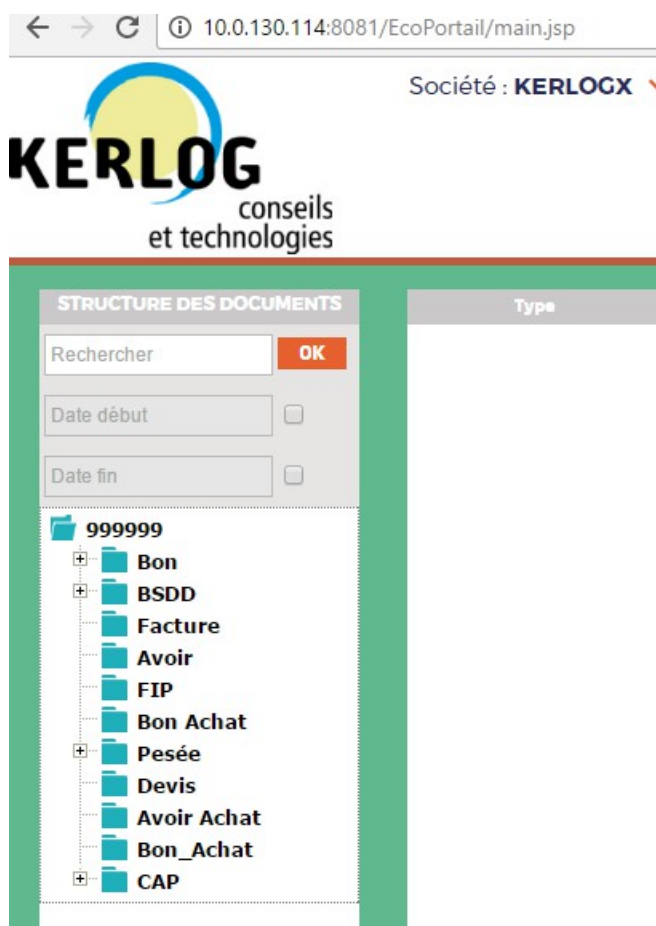 10.0.130.114:8081/EcoPortail/main.jsp
Société : KERLOGX
KERLOG
conseils
et technologies
STRUCTURE DES DOCUMENTS
Type
Rechercher
OK
Date début
Date fin
999999
Bon
BSDD
Facture
Avoir
FIP
Bon Achat
Pesée
Devis
Avoir Achat
Bon_Achat
CAP